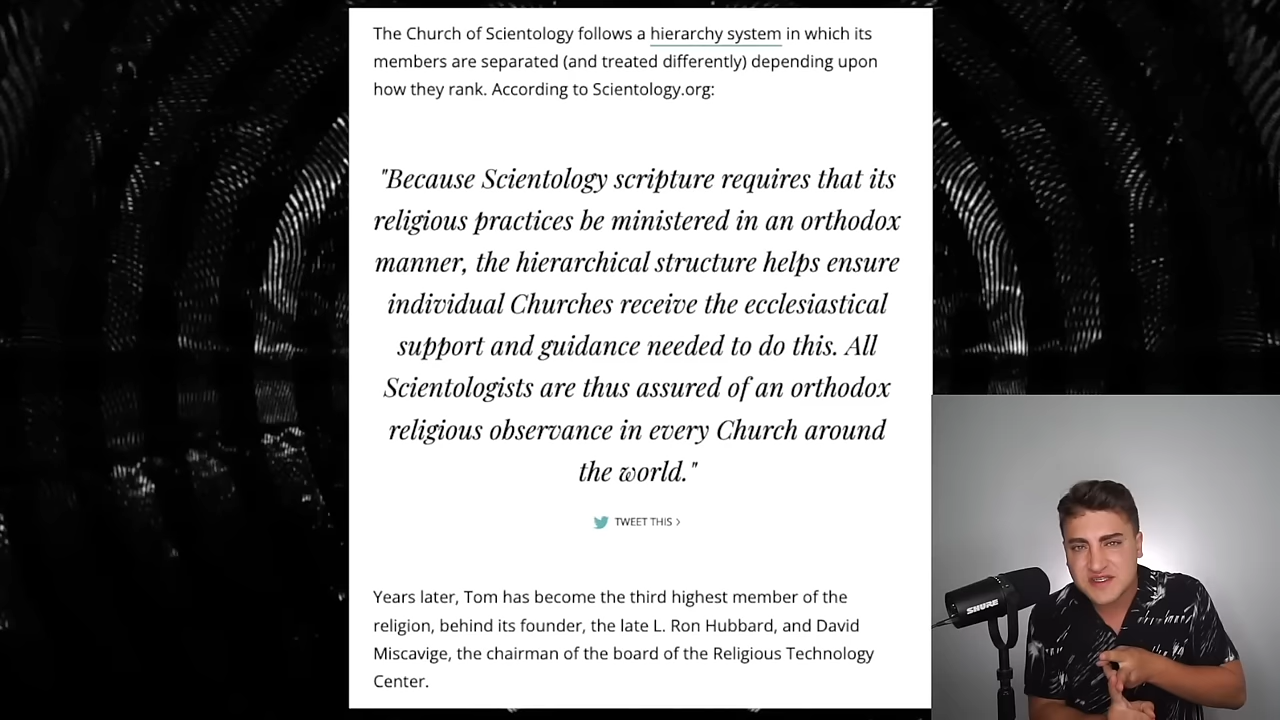 The Church of Scientology follows a hierarchy system in which its
members are separated (and treated differently) depending upon
how they rank. According to Scientology.org:
"Because Scientology scripture requires that its
religious practices be ministered in an orthodox
manner, the hierarchical structure helps ensure
individual Churches receive the ecclesiastical
support and guidance needed to do this. All
Scientologists are thus assured of an orthodox
religious observance in every Church around
the world."
TWEET THIS >
Years later, Tom has become the third highest member of the
religion, behind its founder, the late L. Ron Hubbard, and David
Miscavige, the chairman of the board of the Religious Technology
Center.
SHURE